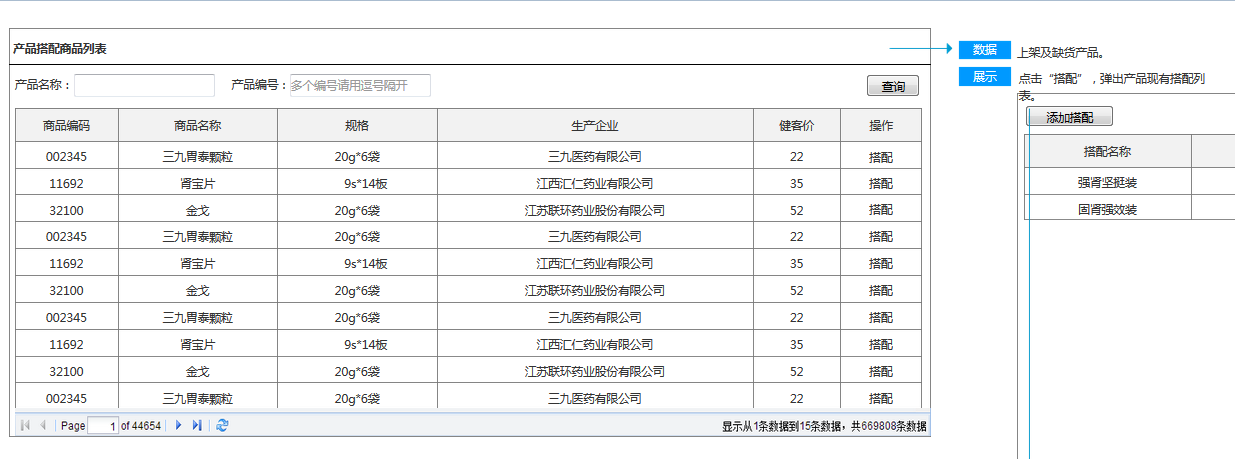 产品搭配商品列表
产品名称： 产品编号： 多个编号请用逗号隔开 查询
商品编码 商品名称 规格 生产企业 健客价 操作
002345 三九胃泰颗粒 20g*6袋 三九医药有限公司 22 搭配
11692 肾宝片 9s*14板 江西汇仁药业有限公司 35 搭配
32100 金戈 20g*6袋 江苏联环药业股份有限公司 52 搭配
002345 三九胃泰颗粒 20g*6袋 三九医药有限公司 22 搭配
11692 肾宝片 9s*14板 江西汇仁药业有限公司 35 搭配
32100 金戈 20g*6袋 江苏联环药业股份有限公司 52 搭配
002345 三九胃泰颗粒 20g*6袋 三九医药有限公司 22 搭配
11692 肾宝片 9s*14板 江西汇仁药业有限公司 35 搭配
32100 金戈 20g*6袋 江苏联环药业股份有限公司 52 搭配
002345 三九胃泰颗粒 20g*6袋 三九医药有限公司 22 搭配
Page 1 of 44654 显示从1条数据到15条数据，共669808条数据
数据 上架及缺货产品。
展示 点击“搭配”，弹出产品现有搭配列
表。
添加搭配
搭配名称
强肾坚挺装
固肾强效装